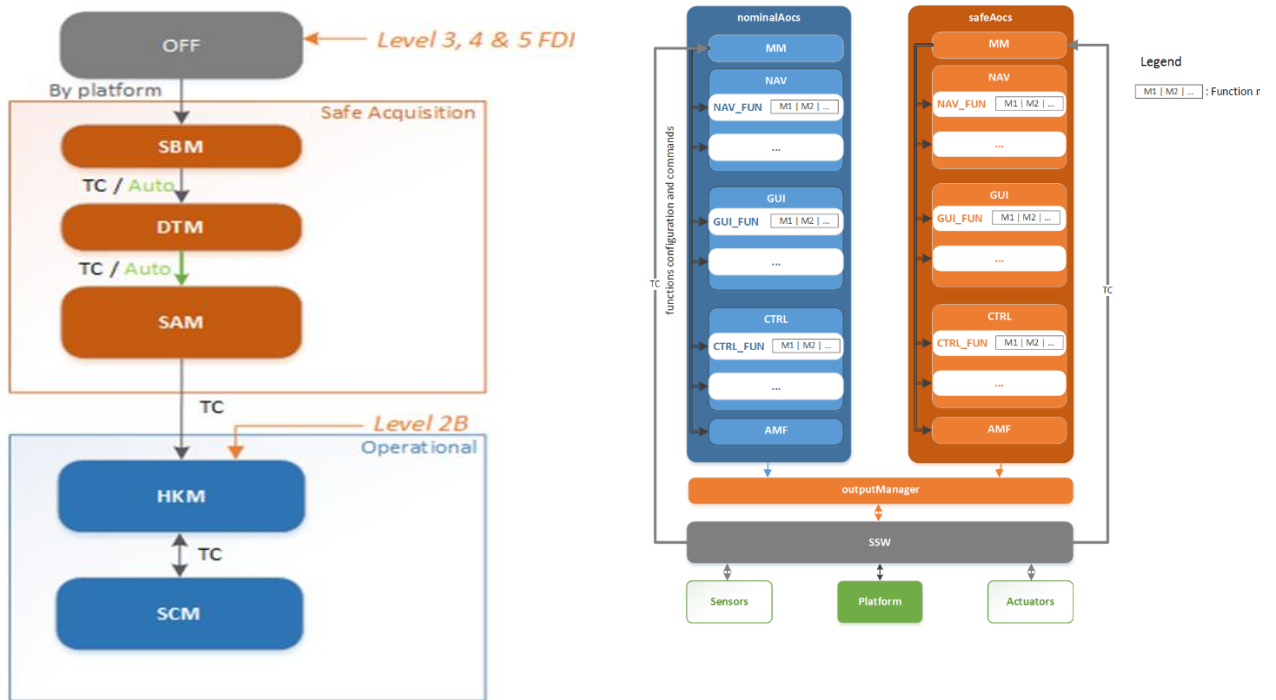 OFF
Level 3, 4 & 5 FDI
By platform
Safe Acquisition
SBM
TC / Auto
DTM
TC / Auto
SAM
TC
Level 2B
Operational
HKM
TC
SCM
nominalAocs
MM
NAV
NAV_FUN M1 | M2 | ...
...
GUI
GUI_FUN M1 | M2 | ...
...
CTRL
CTRL_FUN M1 | M2 | ...
...
AMF
functions configuration and commands
TC
safeAocs
MM
NAV
NAV_FUN M1 | M2 | ...
...
GUI
GUI_FUN M1 | M2 | ...
...
CTRL
CTRL_FUN M1 | M2 | ...
...
AMF
TC
outputManager
SSW
Sensors
Platform
Actuators
Legend
M1 | M2 | ... : Function